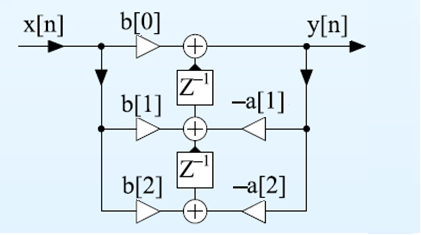 x[n] b[0] y[n]
Z⁻¹
b[1] –a[1]
Z⁻¹
b[2] –a[2]